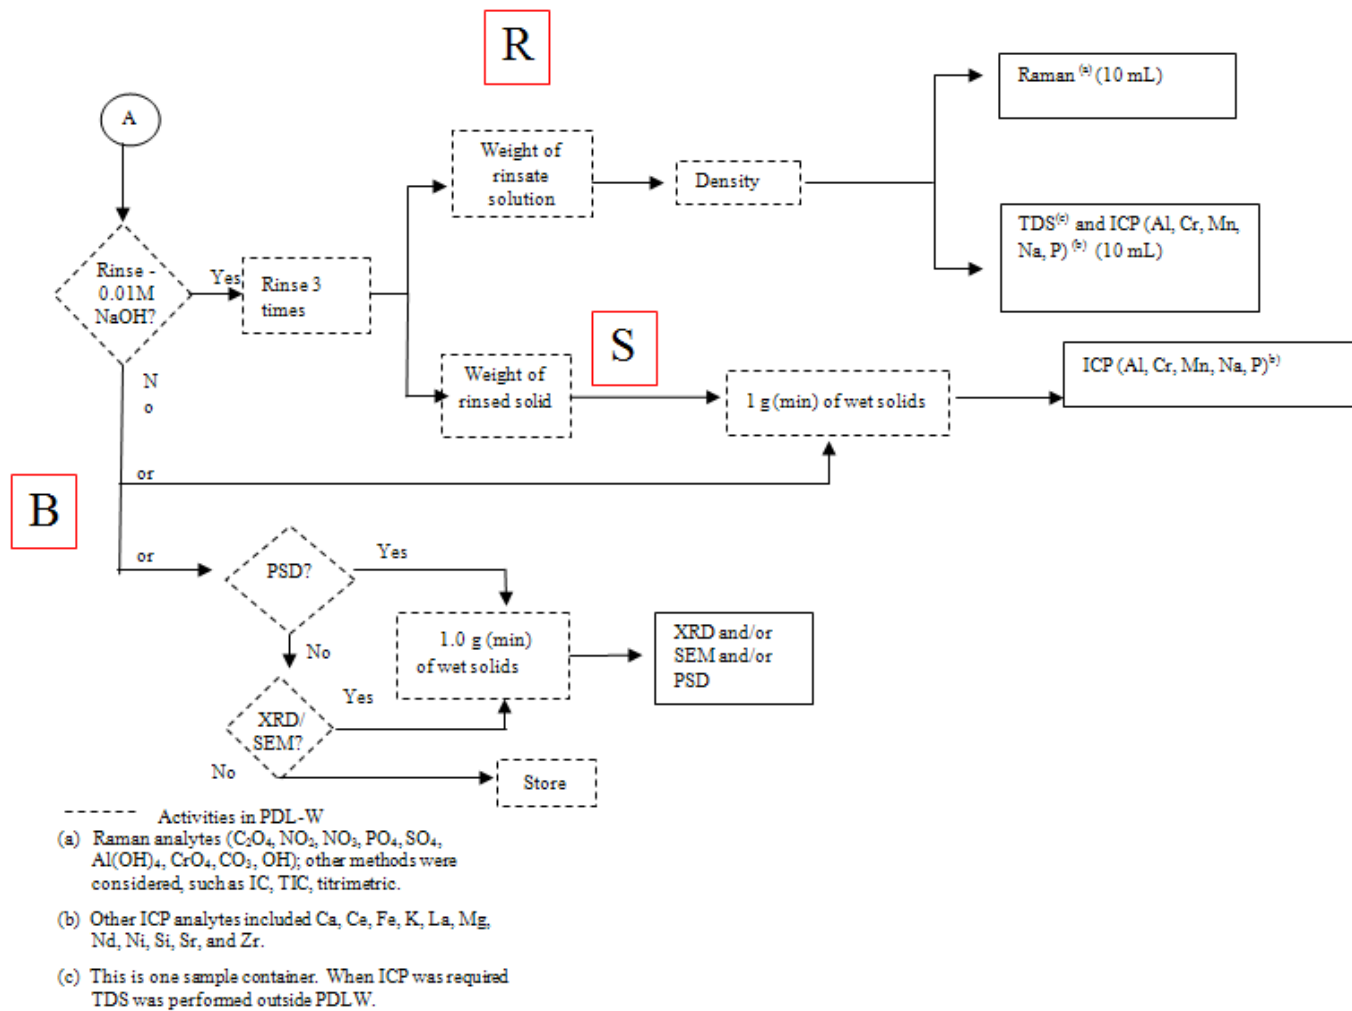 R
Raman (a) (10 mL)
A
Weight of
rinsate
solution
Density
TDS(c) and ICP (Al, Cr, Mn,
Na, P) (b) (10 mL)
Rinse -
0.01M
NaOH?
Yes
Rinse 3
times
S
Weight of
rinsed solid
1 g (min) of wet solids
ICP (Al, Cr, Mn, Na, P)b)
N
o
or
B
or
PSD?
Yes
No
1.0 g (min)
of wet solids
XRD and/or
SEM and/or
PSD
XRD/
SEM?
Yes
No
Store
Activities in PDL-W
(a) Raman analytes (C₂O₄, NO₂, NO₃, PO₄, SO₄,
Al(OH)₄, CrO₄, CO₃, OH); other methods were
considered, such as IC, TIC, titrimetric.
(b) Other ICP analytes included Ca, Ce, Fe, K, La, Mg,
Nd, Ni, Si, Sr, and Zr.
(c) This is one sample container. When ICP was required
TDS was performed outside PDLW.